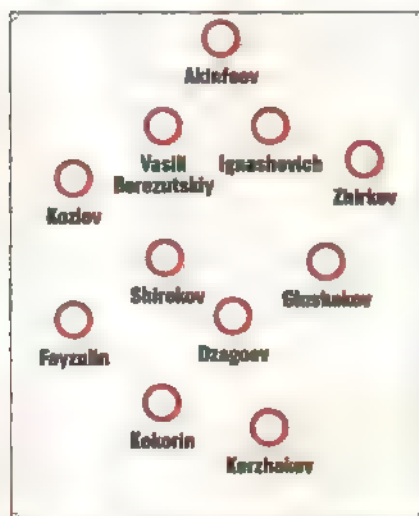 Akinfeev
Vasili Ignashevich
Berezutskiy
Zhirkov
Kozlov
Shirokov
Glushakov
Fayzulin
Dzagoev
Kokorin
Kerzhakov